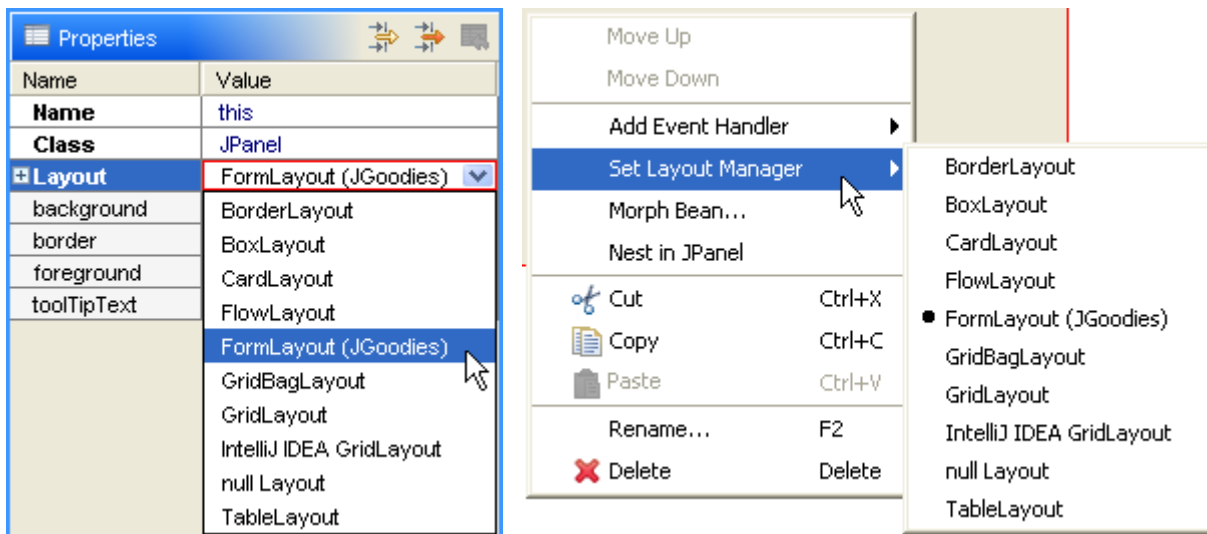 Properties
Name Value
Name this
Class JPanel
Layout FormLayout (JGoodies)
background
border
foreground
toolTipText
BorderLayout
BoxLayout
CardLayout
FlowLayout
FormLayout (JGoodies)
GridBagLayout
GridLayout
IntelliJ IDEA GridLayout
null Layout
TableLayout
Move Up
Move Down
Add Event Handler
Set Layout Manager
Morph Bean...
Nest in JPanel
Cut Ctrl+X
Copy Ctrl+C
Paste Ctrl+V
Rename... F2
Delete Delete
BorderLayout
BoxLayout
CardLayout
FlowLayout
FormLayout (JGoodies)
GridBagLayout
GridLayout
IntelliJ IDEA GridLayout
null Layout
TableLayout